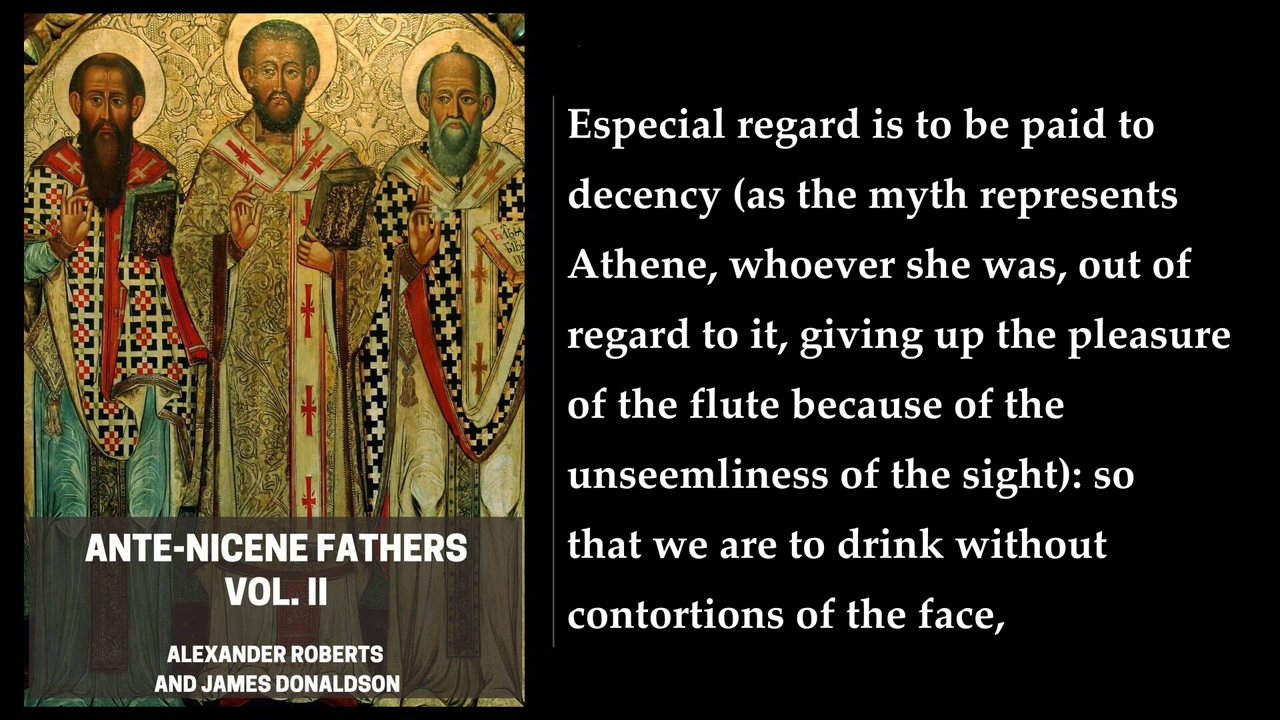 ANTE-NICENE FATHERS
VOL. II
ALEXANDER ROBERTS
AND JAMES DONALDSON
Especial regard is to be paid to
decency (as the myth represents
Athene, whoever she was, out of
regard to it, giving up the pleasure
of the flute because of the
unseemliness of the sight): so
that we are to drink without
contortions of the face,